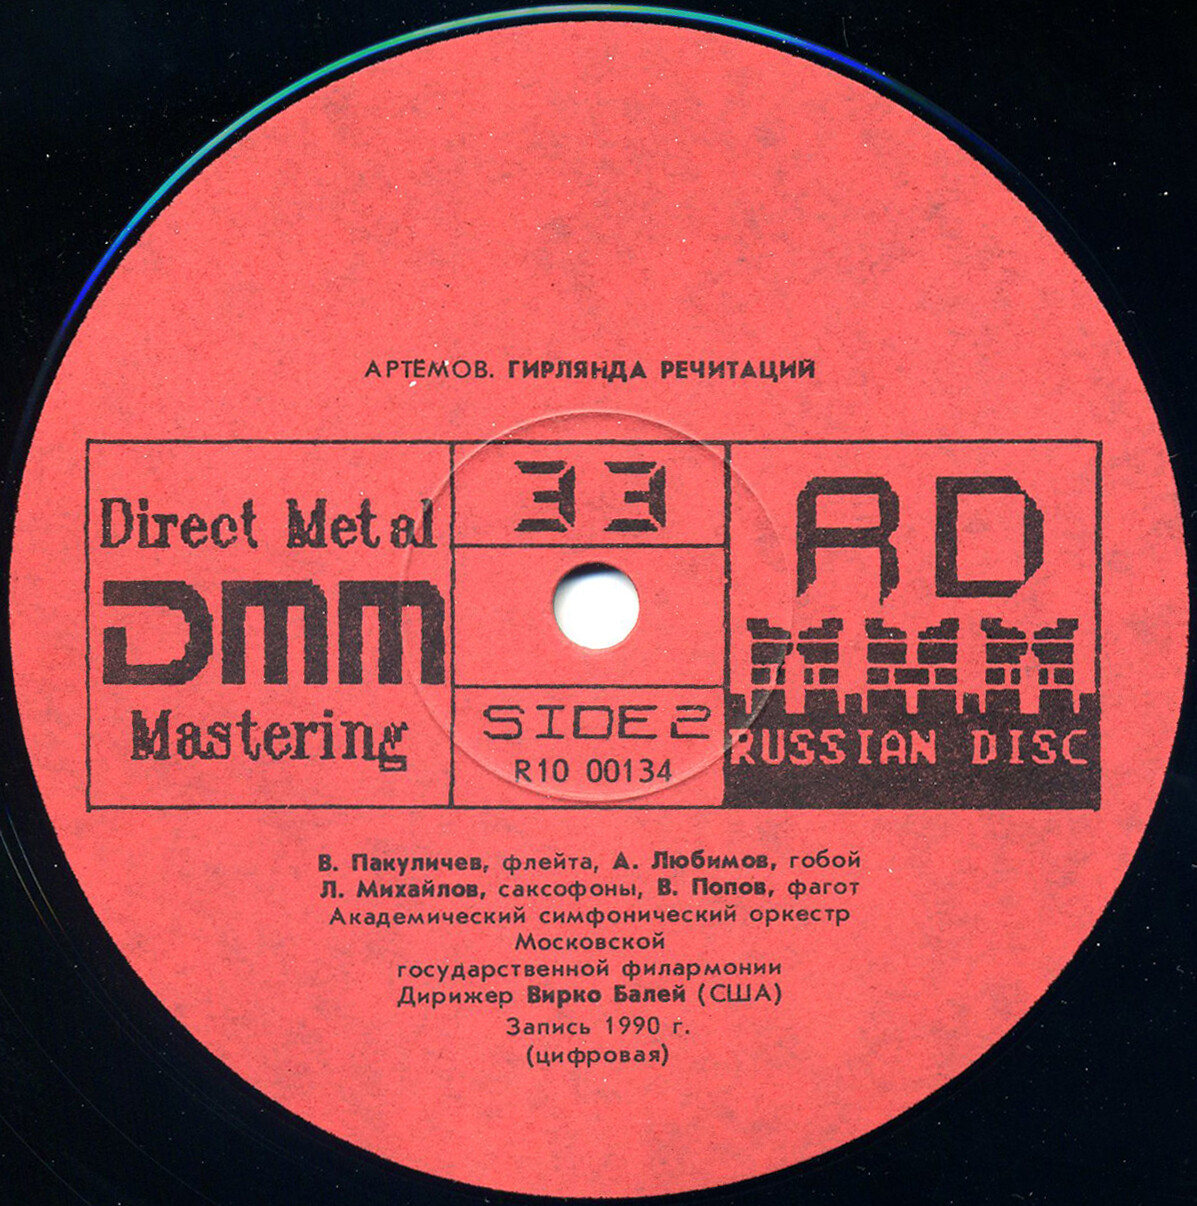 АРТЁМОВ. ГИРЛЯНДА РЕЧИТАЦИЙ
Direct Metal
DMM
Mastering
33
SIDE 2
R10 00134
RD
RUSSIAN DISC
В. Пакуличев, флейта, А. Любимов, гобой
Л. Михайлов, саксофоны, В. Попов, фагот
Академический симфонический оркестр
Московской
государственной филармонии
Дирижер Вирко Балей (США)
Запись 1990 г.
(цифровая)